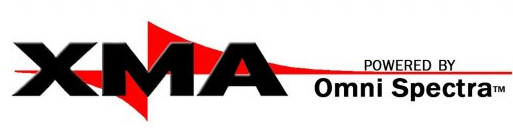 XMA
POWERED BY
Omni Spectra™